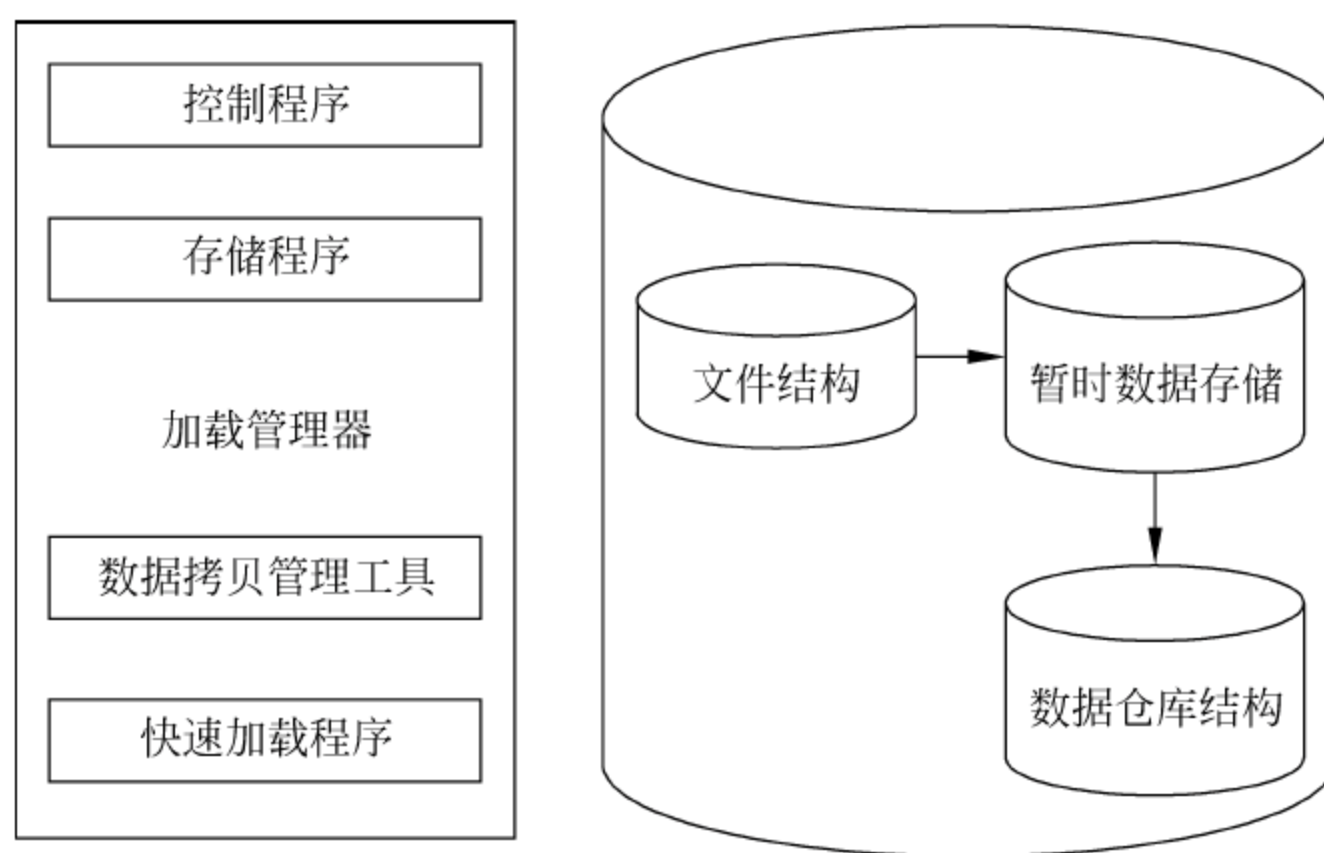 控制程序
存储程序
加载管理器
数据拷贝管理工具
快速加载程序
文件结构
暂时数据存储
数据仓库结构